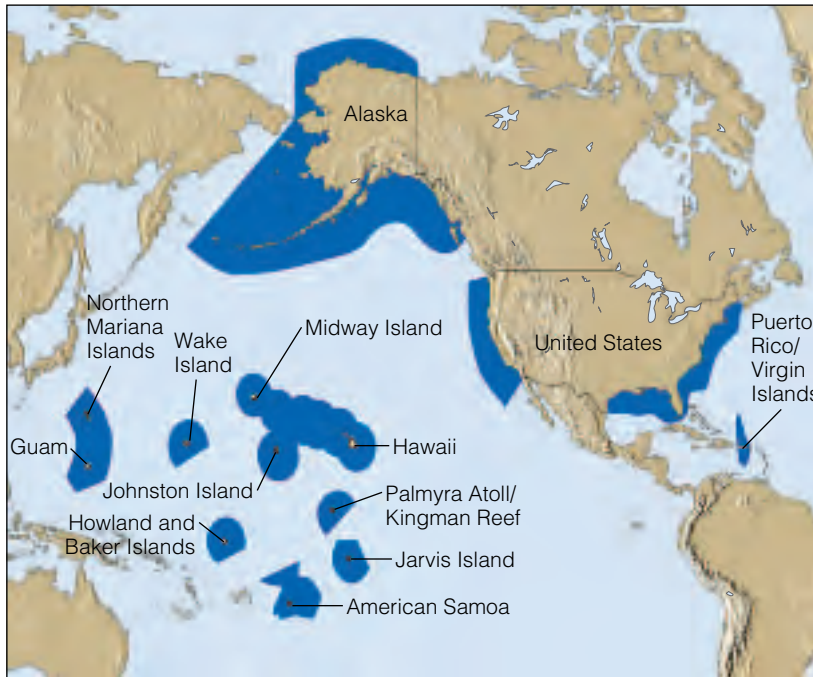 Alaska
Northern
Mariana
Islands
Wake
Island
Midway Island
United States
Puerto
Rico/
Virgin
Islands
Guam
Hawaii
Johnston Island
Palmyra Atoll/
Kingman Reef
Howland and
Baker Islands
Jarvis Island
American Samoa